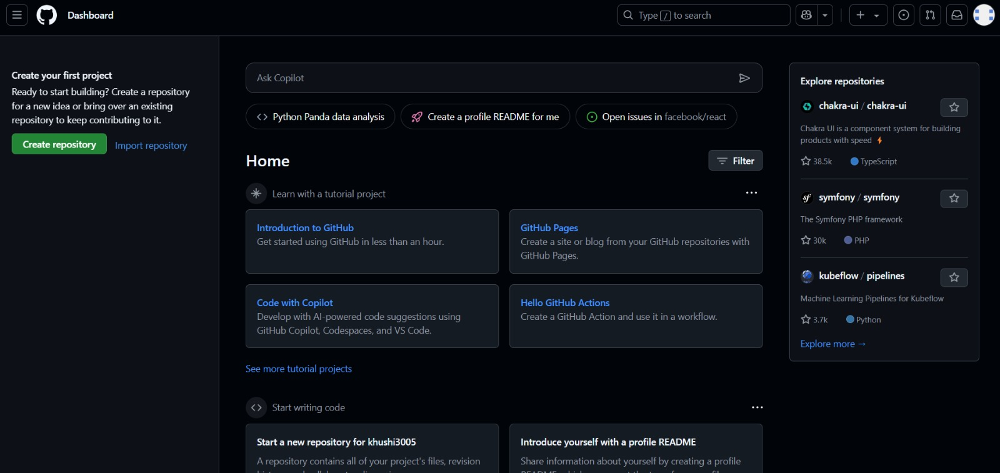 Dashboard
Type / to search
Create your first project
Ready to start building? Create a repository
for a new idea or bring over an existing
repository to keep contributing to it.
Create repository
Import repository
Ask Copilot
Python Panda data analysis
Create a profile README for me
Open issues in facebook/react
Home
Filter
Learn with a tutorial project
Introduction to GitHub
Get started using GitHub in less than an hour.
GitHub Pages
Create a site or blog from your GitHub repositories with
GitHub Pages.
Code with Copilot
Develop with AI-powered code suggestions using
GitHub Copilot, Codespaces, and VS Code.
Hello GitHub Actions
Create a GitHub Action and use it in a workflow.
See more tutorial projects
Start writing code
Start a new repository for khushi3005
A repository contains all of your project's files, revision
Introduce yourself with a profile README
Share information about yourself by creating a profile
Explore repositories
chakra-ui / chakra-ui
Chakra UI is a component system for building
products with speed ⚡
38.5k TypeScript
sf symfony / symfony
The Symfony PHP framework
30k PHP
kubeflow / pipelines
Machine Learning Pipelines for Kubeflow
3.7k Python
Explore more →